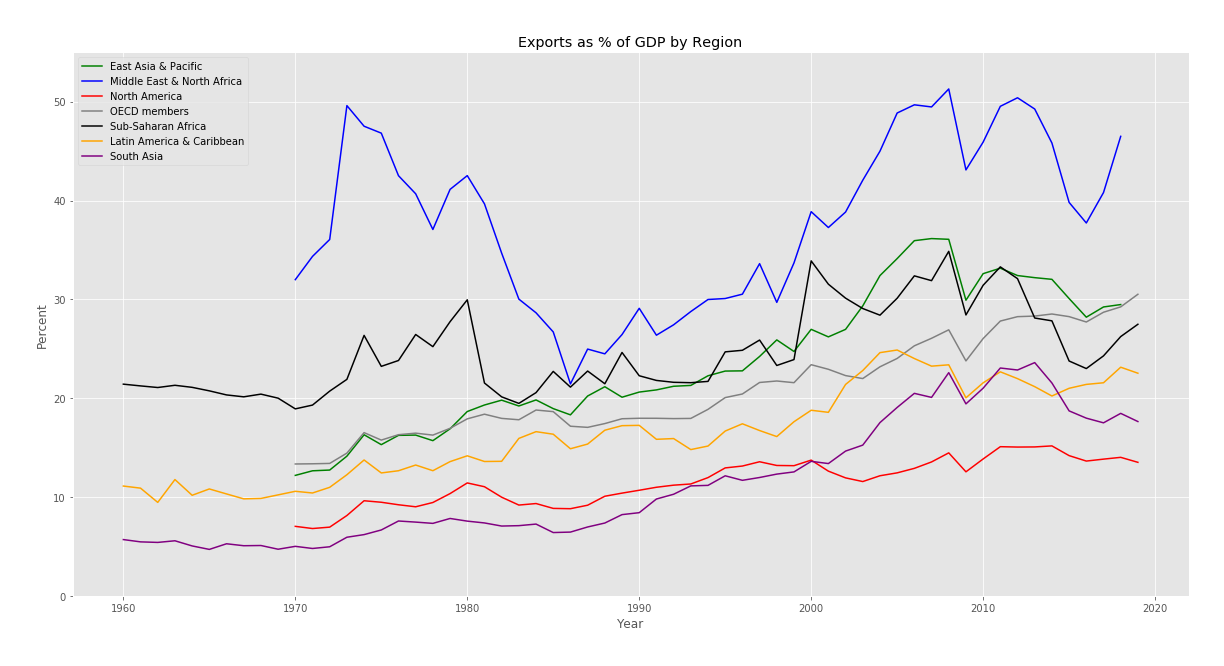 Exports as % of GDP by Region
East Asia & Pacific
Middle East & North Africa
North America
OECD members
Sub-Saharan Africa
Latin America & Caribbean
South Asia
50
40
30
20
10
0
Percent
1960 1970 1980 1990 2000 2010 2020
Year